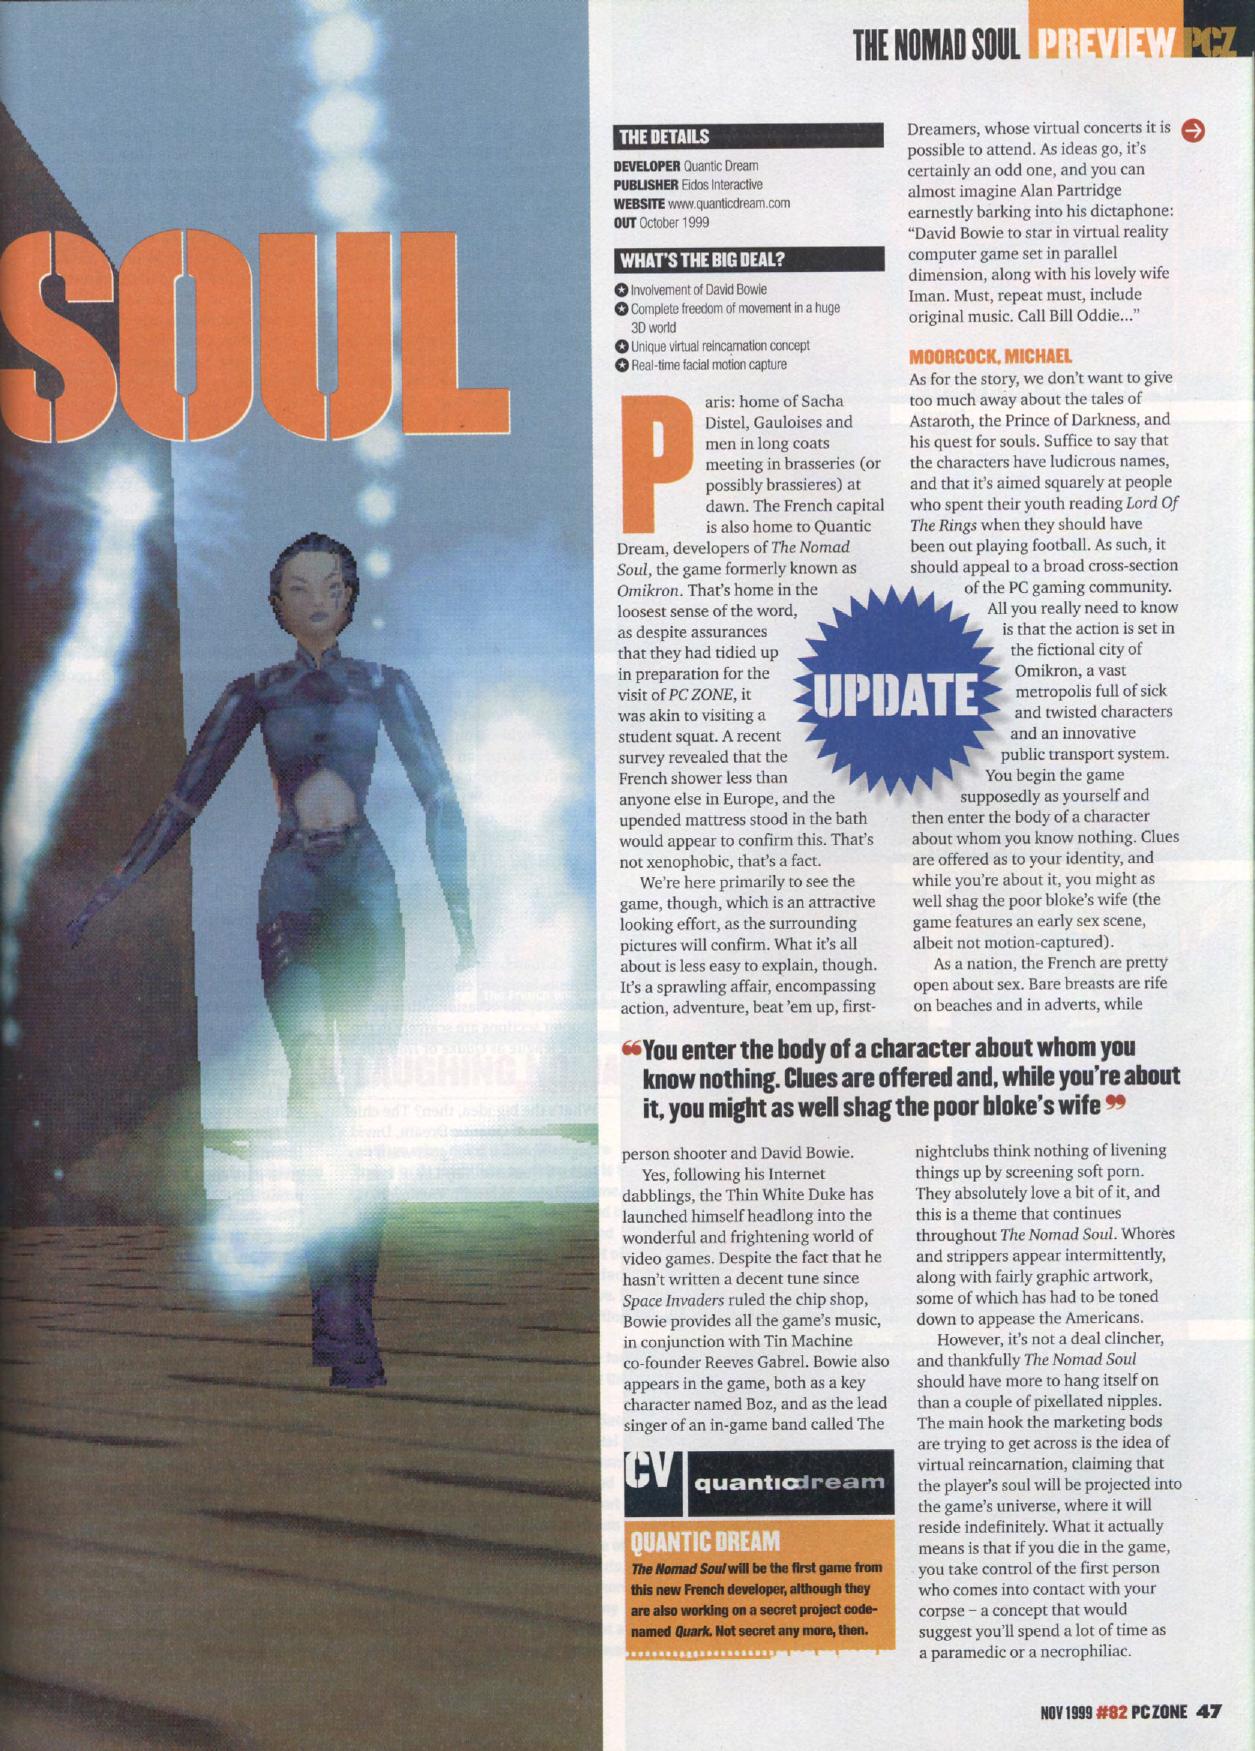 THE NOMAD SOUL PREVIEW PCZ
SOUL
THE DETAILS
DEVELOPER Quantic Dream
PUBLISHER Eidos Interactive
WEBSITE www.quanticdream.com
OUT October 1999
WHAT'S THE BIG DEAL?
Involvement of David Bowie
Complete freedom of movement in a huge
3D world
Unique virtual reincarnation concept
Real-time facial motion capture
Paris: home of Sacha
Distel, Gauloises and
men in long coats
meeting in brasseries (or
possibly brassieres) at
dawn. The French capital
is also home to Quantic
Dream, developers of The Nomad
Soul, the game formerly known as
Omikron. That's home in the
loosest sense of the word,
as despite assurances
that they had tidied up
in preparation for the
visit of PC ZONE, it
was akin to visiting a
student squat. A recent
survey revealed that the
French shower less than
anyone else in Europe, and the
upended mattress stood in the bath
would appear to confirm this. That's
not xenophobic, that's a fact.
We're here primarily to see the
game, though, which is an attractive
looking effort, as the surrounding
pictures will confirm. What it's all
about is less easy to explain, though.
It's a sprawling affair, encompassing
action, adventure, beat 'em up, first-
person shooter and David Bowie.
Yes, following his Internet
dabblings, the Thin White Duke has
launched himself headlong into the
wonderful and frightening world of
video games. Despite the fact that he
hasn't written a decent tune since
Space Invaders ruled the chip shop,
Bowie provides all the game's music,
in conjunction with Tin Machine
co-founder Reeves Gabrel. Bowie also
appears in the game, both as a key
character named Boz, and as the lead
singer of an in-game band called The
Dreamers, whose virtual concerts it is
possible to attend. As ideas go, it's
certainly an odd one, and you can
almost imagine Alan Partridge
earnestly barking into his dictaphone:
"David Bowie to star in virtual reality
computer game set in parallel
dimension, along with his lovely wife
Iman. Must, repeat must, include
original music. Call Bill Oddie..."
MOORCOCK, MICHAEL
As for the story, we don't want to give
too much away about the tales of
Astaroth, the Prince of Darkness, and
his quest for souls. Suffice to say that
the characters have ludicrous names,
and that it's aimed squarely at people
who spent their youth reading Lord Of
The Rings when they should have
been out playing football. As such, it
should appeal to a broad cross-section
of the PC gaming community.
All you really need to know
is that the action is set in
the fictional city of
Omikron, a vast
metropolis full of sick
and twisted characters
and an innovative
public transport system.
You begin the game
supposedly as yourself and
then enter the body of a character
about whom you know nothing. Clues
are offered as to your identity, and
while you're about it, you might as
well shag the poor bloke's wife (the
game features an early sex scene,
albeit not motion-captured).
As a nation, the French are pretty
open about sex. Bare breasts are rife
on beaches and in adverts, while
nightclubs think nothing of livening
things up by screening soft porn.
They absolutely love a bit of it, and
this is a theme that continues
throughout The Nomad Soul. Whores
and strippers appear intermittently,
along with fairly graphic artwork,
some of which has had to be toned
down to appease the Americans.
However, it's not a deal clincher,
and thankfully The Nomad Soul
should have more to hang itself on
than a couple of pixellated nipples.
The main hook the marketing bods
are trying to get across is the idea of
virtual reincarnation, claiming that
the player's soul will be projected into
the game's universe, where it will
reside indefinitely. What it actually
means is that if you die in the game,
you take control of the first person
who comes into contact with your
corpse – a concept that would
suggest you'll spend a lot of time as
a paramedic or a necrophiliac.
UPDATE
“You enter the body of a character about whom you
know nothing. Clues are offered and, while you're about
it, you might as well shag the poor bloke's wife”
CV quanticdream
QUANTIC DREAM
The Nomad Soul will be the first game from
this new French developer, although they
are also working on a secret project code-
named Quark. Not secret any more, then.
NOV 1999 #82 PC ZONE 47